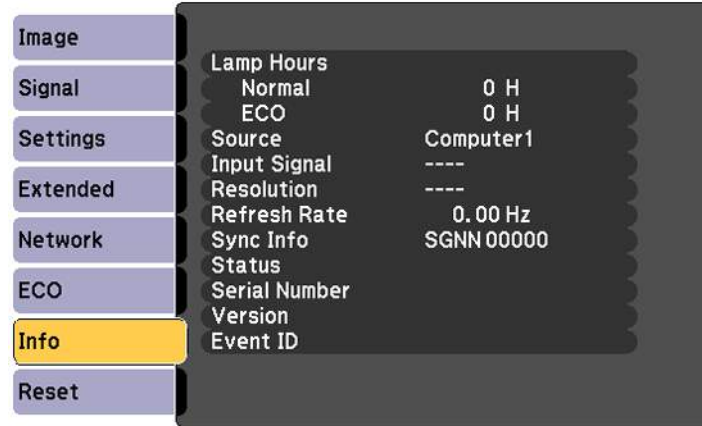 Image
Signal
Settings
Extended
Network
ECO
Info
Reset
Lamp Hours
Normal 0 H
ECO 0 H
Source Computer1
Input Signal ----
Resolution ----
Refresh Rate 0.00 Hz
Sync Info SGNN 00000
Status
Serial Number
Version
Event ID